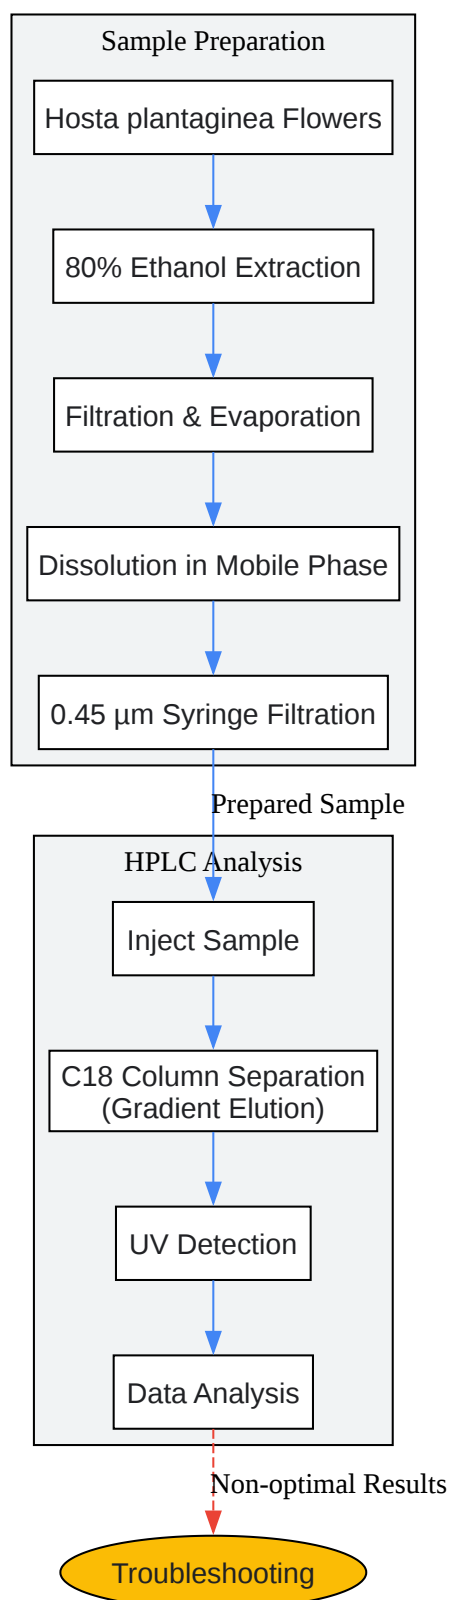 Sample Preparation
Hosta plantaginea Flowers
80% Ethanol Extraction
Filtration & Evaporation
Dissolution in Mobile Phase
0.45 µm Syringe Filtration
Prepared Sample
HPLC Analysis
Inject Sample
C18 Column Separation
(Gradient Elution)
UV Detection
Data Analysis
Non-optimal Results
Troubleshooting